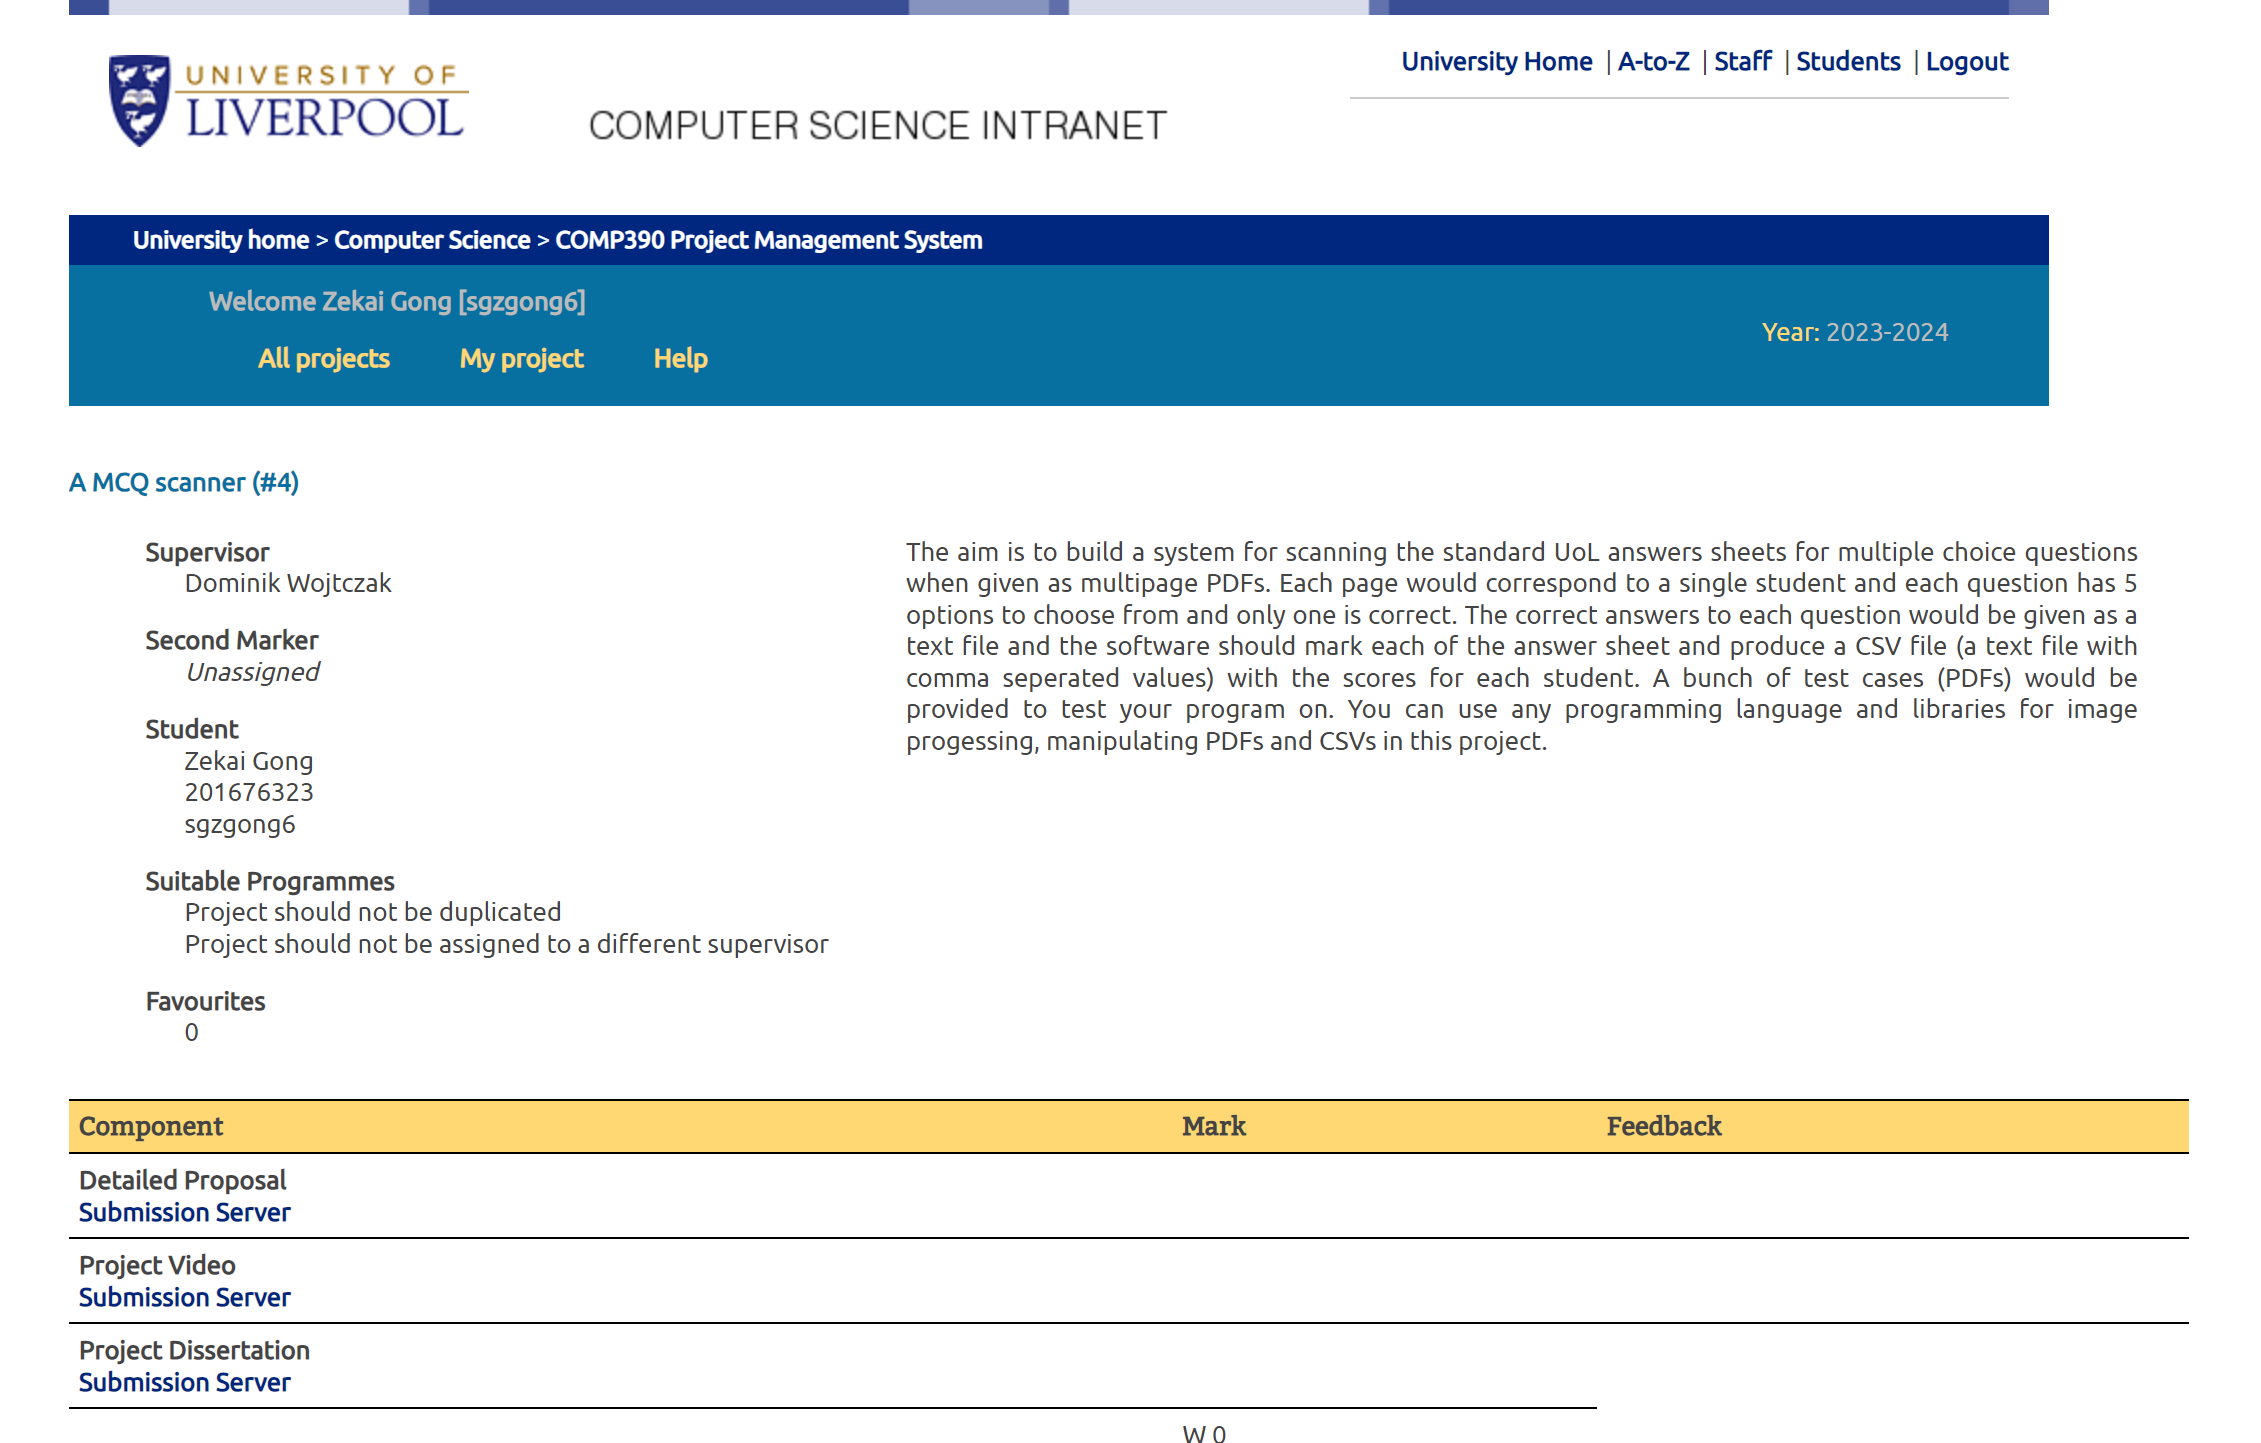 UNIVERSITY OF
LIVERPOOL
COMPUTER SCIENCE INTRANET
University Home | A-to-Z | Staff | Students | Logout
University home > Computer Science > COMP390 Project Management System
Welcome Zekai Gong [sgzgong6]
All projects My project Help
Year: 2023-2024
A MCQ scanner (#4)
Supervisor
Dominik Wojtczak
Second Marker
Unassigned
Student
Zekai Gong
201676323
sgzgong6
Suitable Programmes
Project should not be duplicated
Project should not be assigned to a different supervisor
Favourites
0
The aim is to build a system for scanning the standard UoL answers sheets for multiple choice questions
when given as multipage PDFs. Each page would correspond to a single student and each question has 5
options to choose from and only one is correct. The correct answers to each question would be given as a
text file and the software should mark each of the answer sheet and produce a CSV file (a text file with
comma seperated values) with the scores for each student. A bunch of test cases (PDFs) would be
provided to test your program on. You can use any programming language and libraries for image
progessing, manipulating PDFs and CSVs in this project.
Component Mark Feedback
Detailed Proposal
Submission Server
Project Video
Submission Server
Project Dissertation
Submission Server
W 0